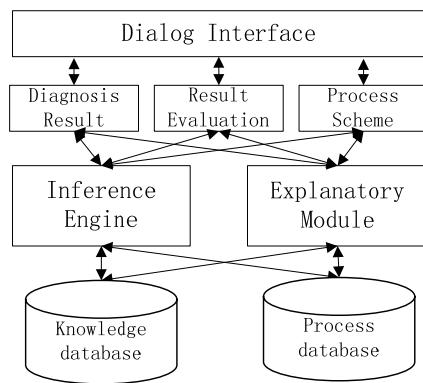 Dialog Interface
Diagnosis
Result
Result
Evaluation
Process
Scheme
Inference
Engine
Explanatory
Module
Knowledge
database
Process
database